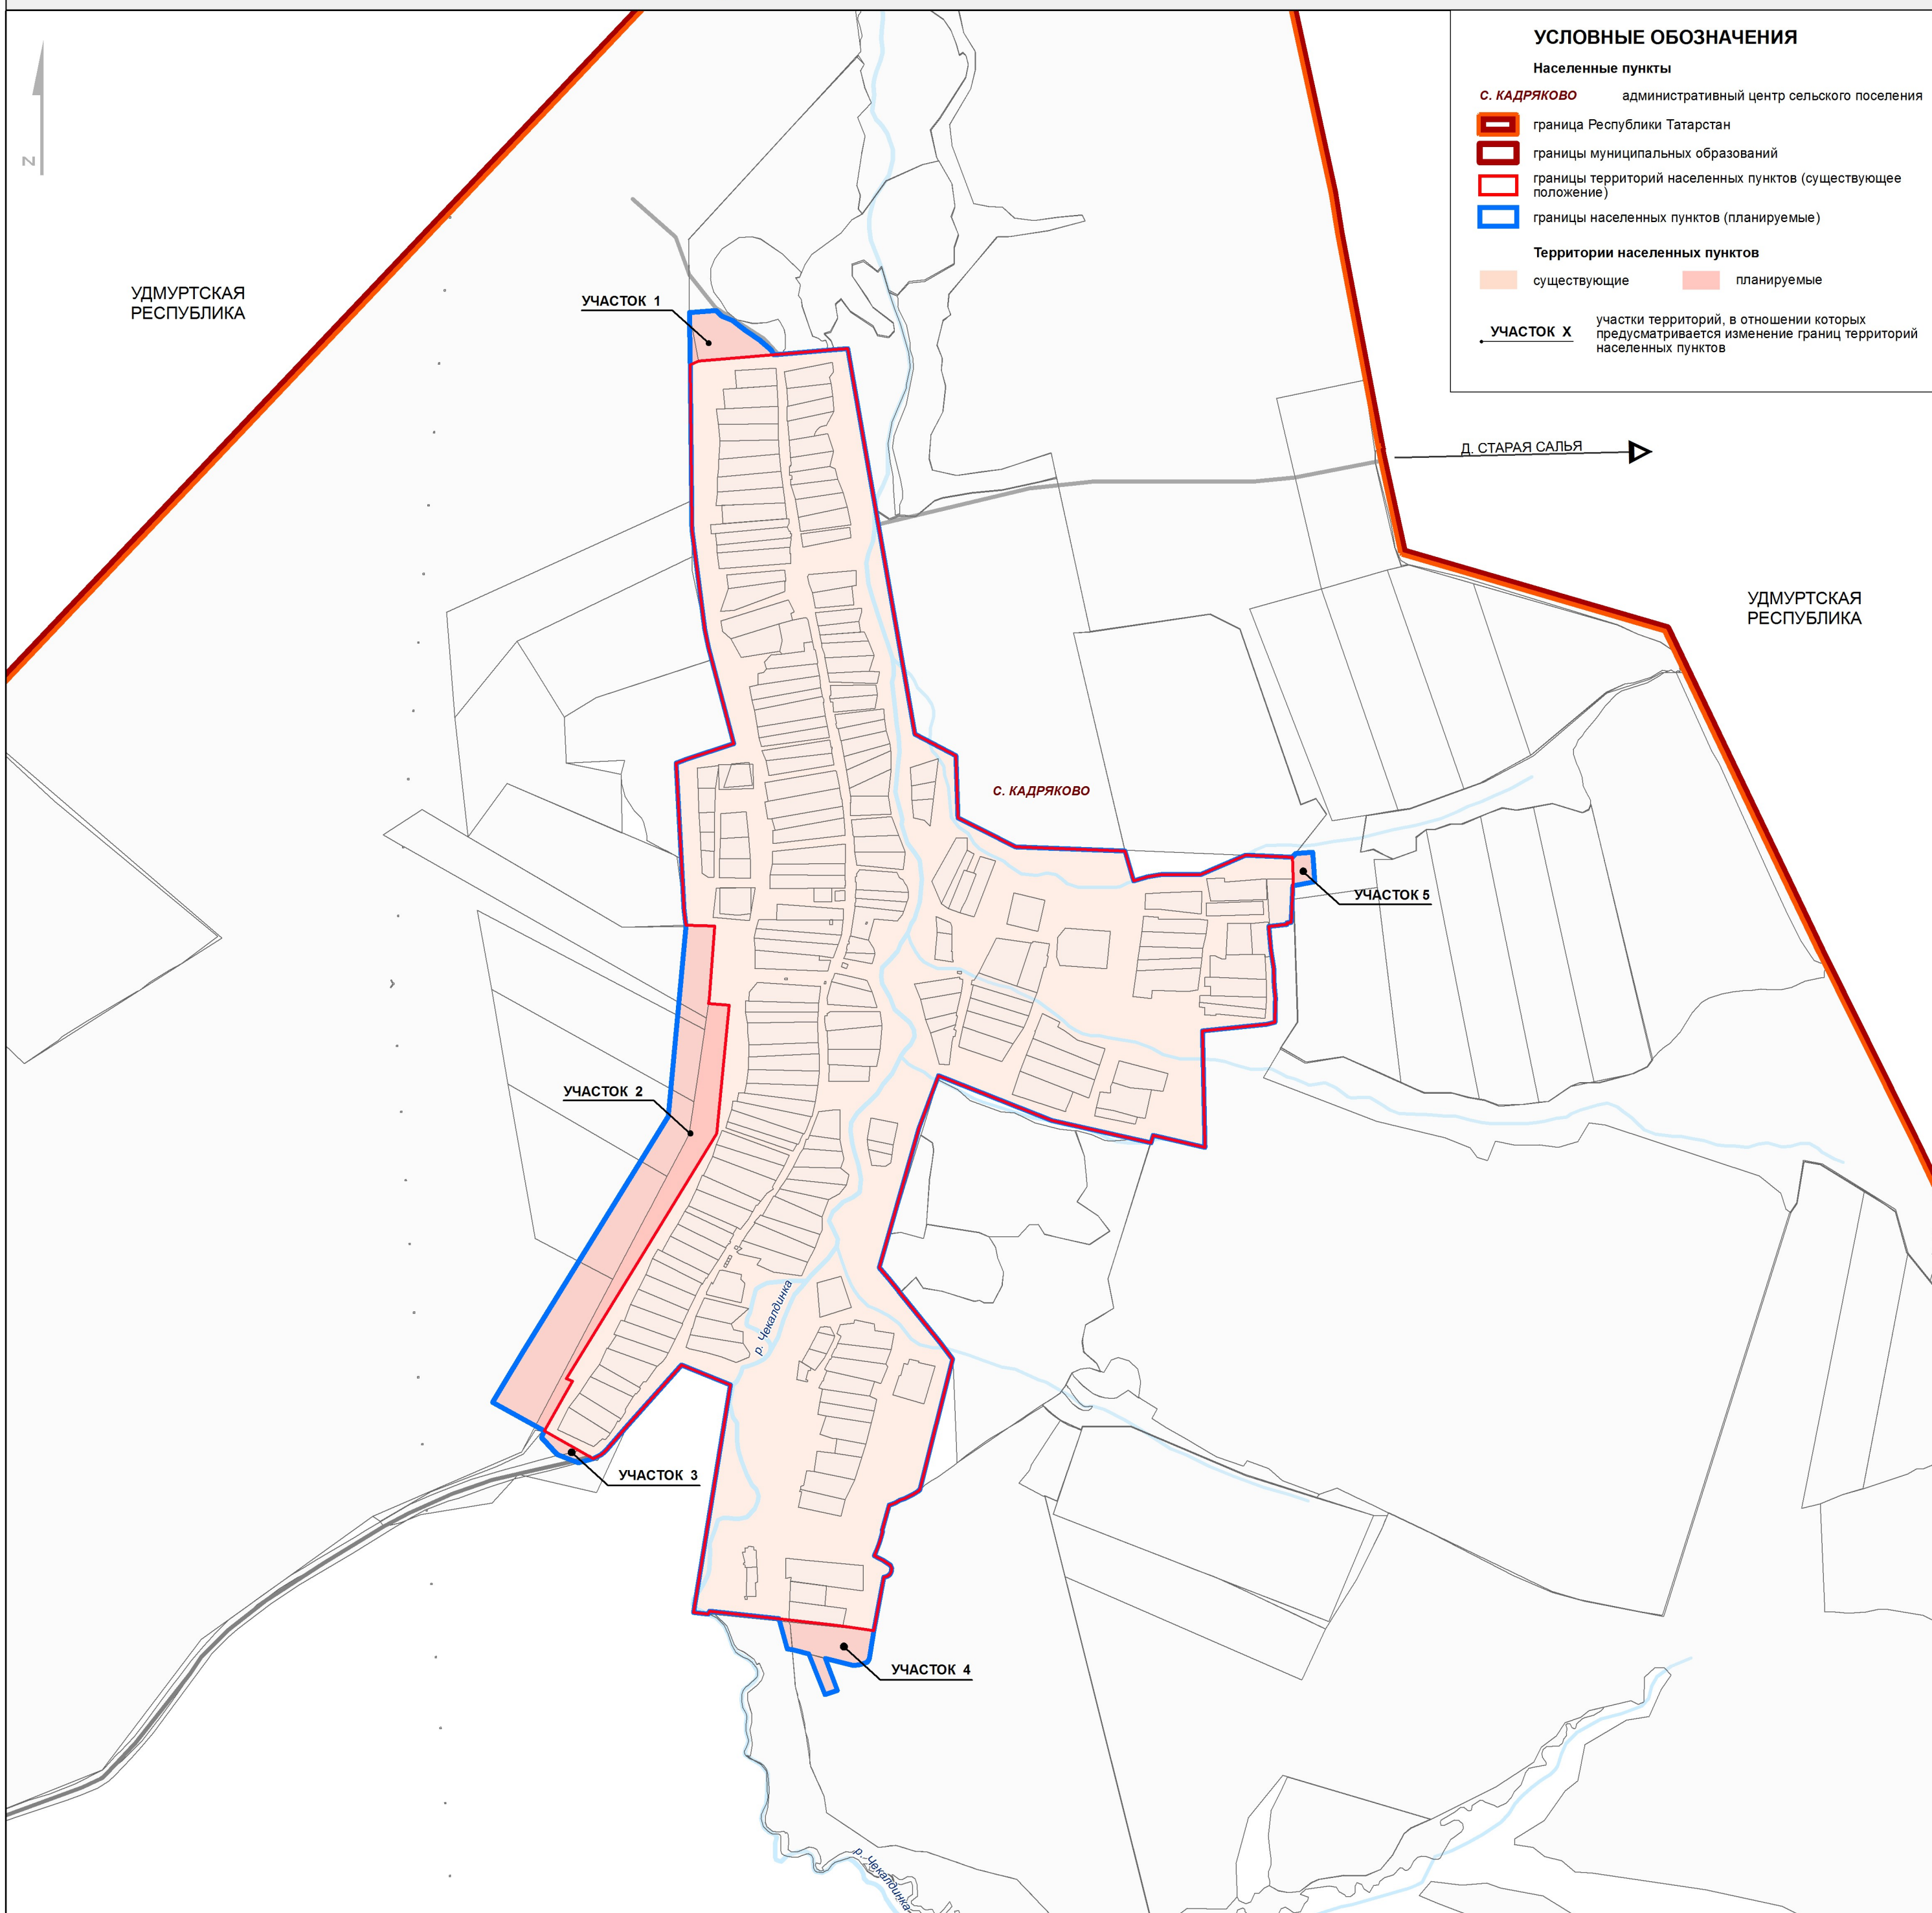 УСЛОВНЫЕ ОБОЗНАЧЕНИЯ
Населенные пункты
С. КАДРЯКОВО административный центр сельского поселения
граница Республики Татарстан
границы муниципальных образований
границы территорий населенных пунктов (существующее
положение)
границы населенных пунктов (планируемые)
Территории населенных пунктов
существующие планируемые
УЧАСТОК X участки территорий, в отношении которых
предусматривается изменение границ территорий
населенных пунктов
N
УДМУРТСКАЯ
РЕСПУБЛИКА
УЧАСТОК 1
Д. СТАРАЯ САЛЬЯ
УДМУРТСКАЯ
РЕСПУБЛИКА
С. КАДРЯКОВО
УЧАСТОК 5
УЧАСТОК 2
р. Чекалдинка
УЧАСТОК 3
УЧАСТОК 4
р. Чекалдинка